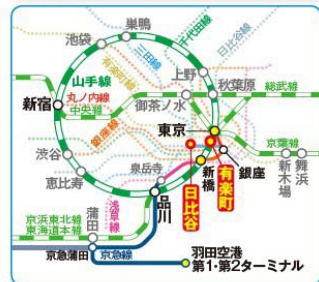 巣鴨
池袋
千代田線
三田線
日比谷線
有楽町線
上野
山手線
丸ノ内線
秋葉原
総武線
新宿
中央線
御茶ノ水
銀座線
東京
渋谷
京葉線
恵比寿
泉岳寺
新橋
有楽町
銀座
新木場
舞浜
日比谷
品川
浅草線
京浜東北線
東海道本線
蒲田
京急蒲田
京急線
羽田空港
第1・第2ターミナル